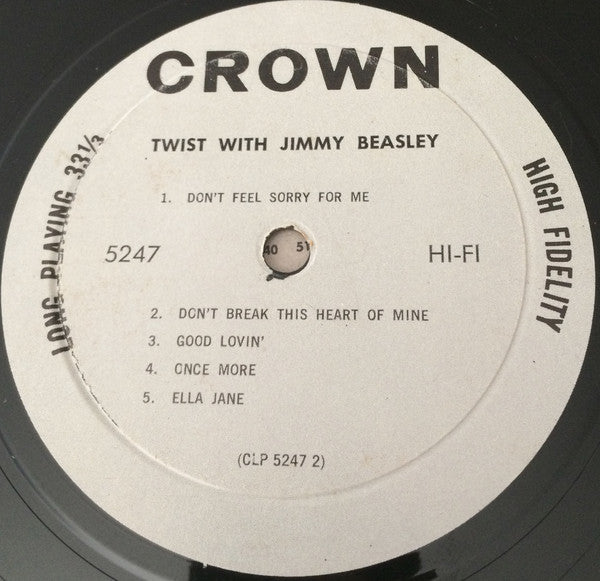 CROWN
TWIST WITH JIMMY BEASLEY
1. DON'T FEEL SORRY FOR ME
LONG PLAYING 33⅓
5247
40 51
HI-FI
HIGH FIDELITY
2. DON'T BREAK THIS HEART OF MINE
3. GOOD LOVIN'
4. ONCE MORE
5. ELLA JANE
(CLP 5247 2)